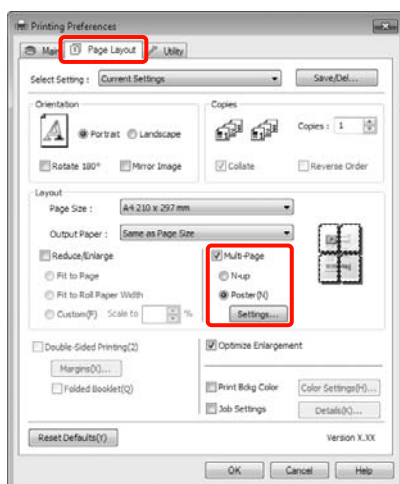 Printing Preferences
Main Page Layout Utility
Select Setting : Current Settings Save/Del...
Orientation
Copies
A Portrait Landscape
Copies : 1
Rotate 180° Mirror Image
Collate Reverse Order
Layout
Page Size : A4 210 x 297 mm
Output Paper : Same as Page Size
Reduce/Enlarge
Multi-Page
Fit to Page
N-up
Fit to Roll Paper Width
Poster(N)
Custom(F) Scale to %
Settings...
Double-Sided Printing(2)
Optimize Enlargement
Margins(X)...
Folded Booklet(Q)
Print Bckg Color Color Settings(H)...
Job Settings Details(K)...
Reset Defaults(Y)
Version X.XX
OK Cancel Help